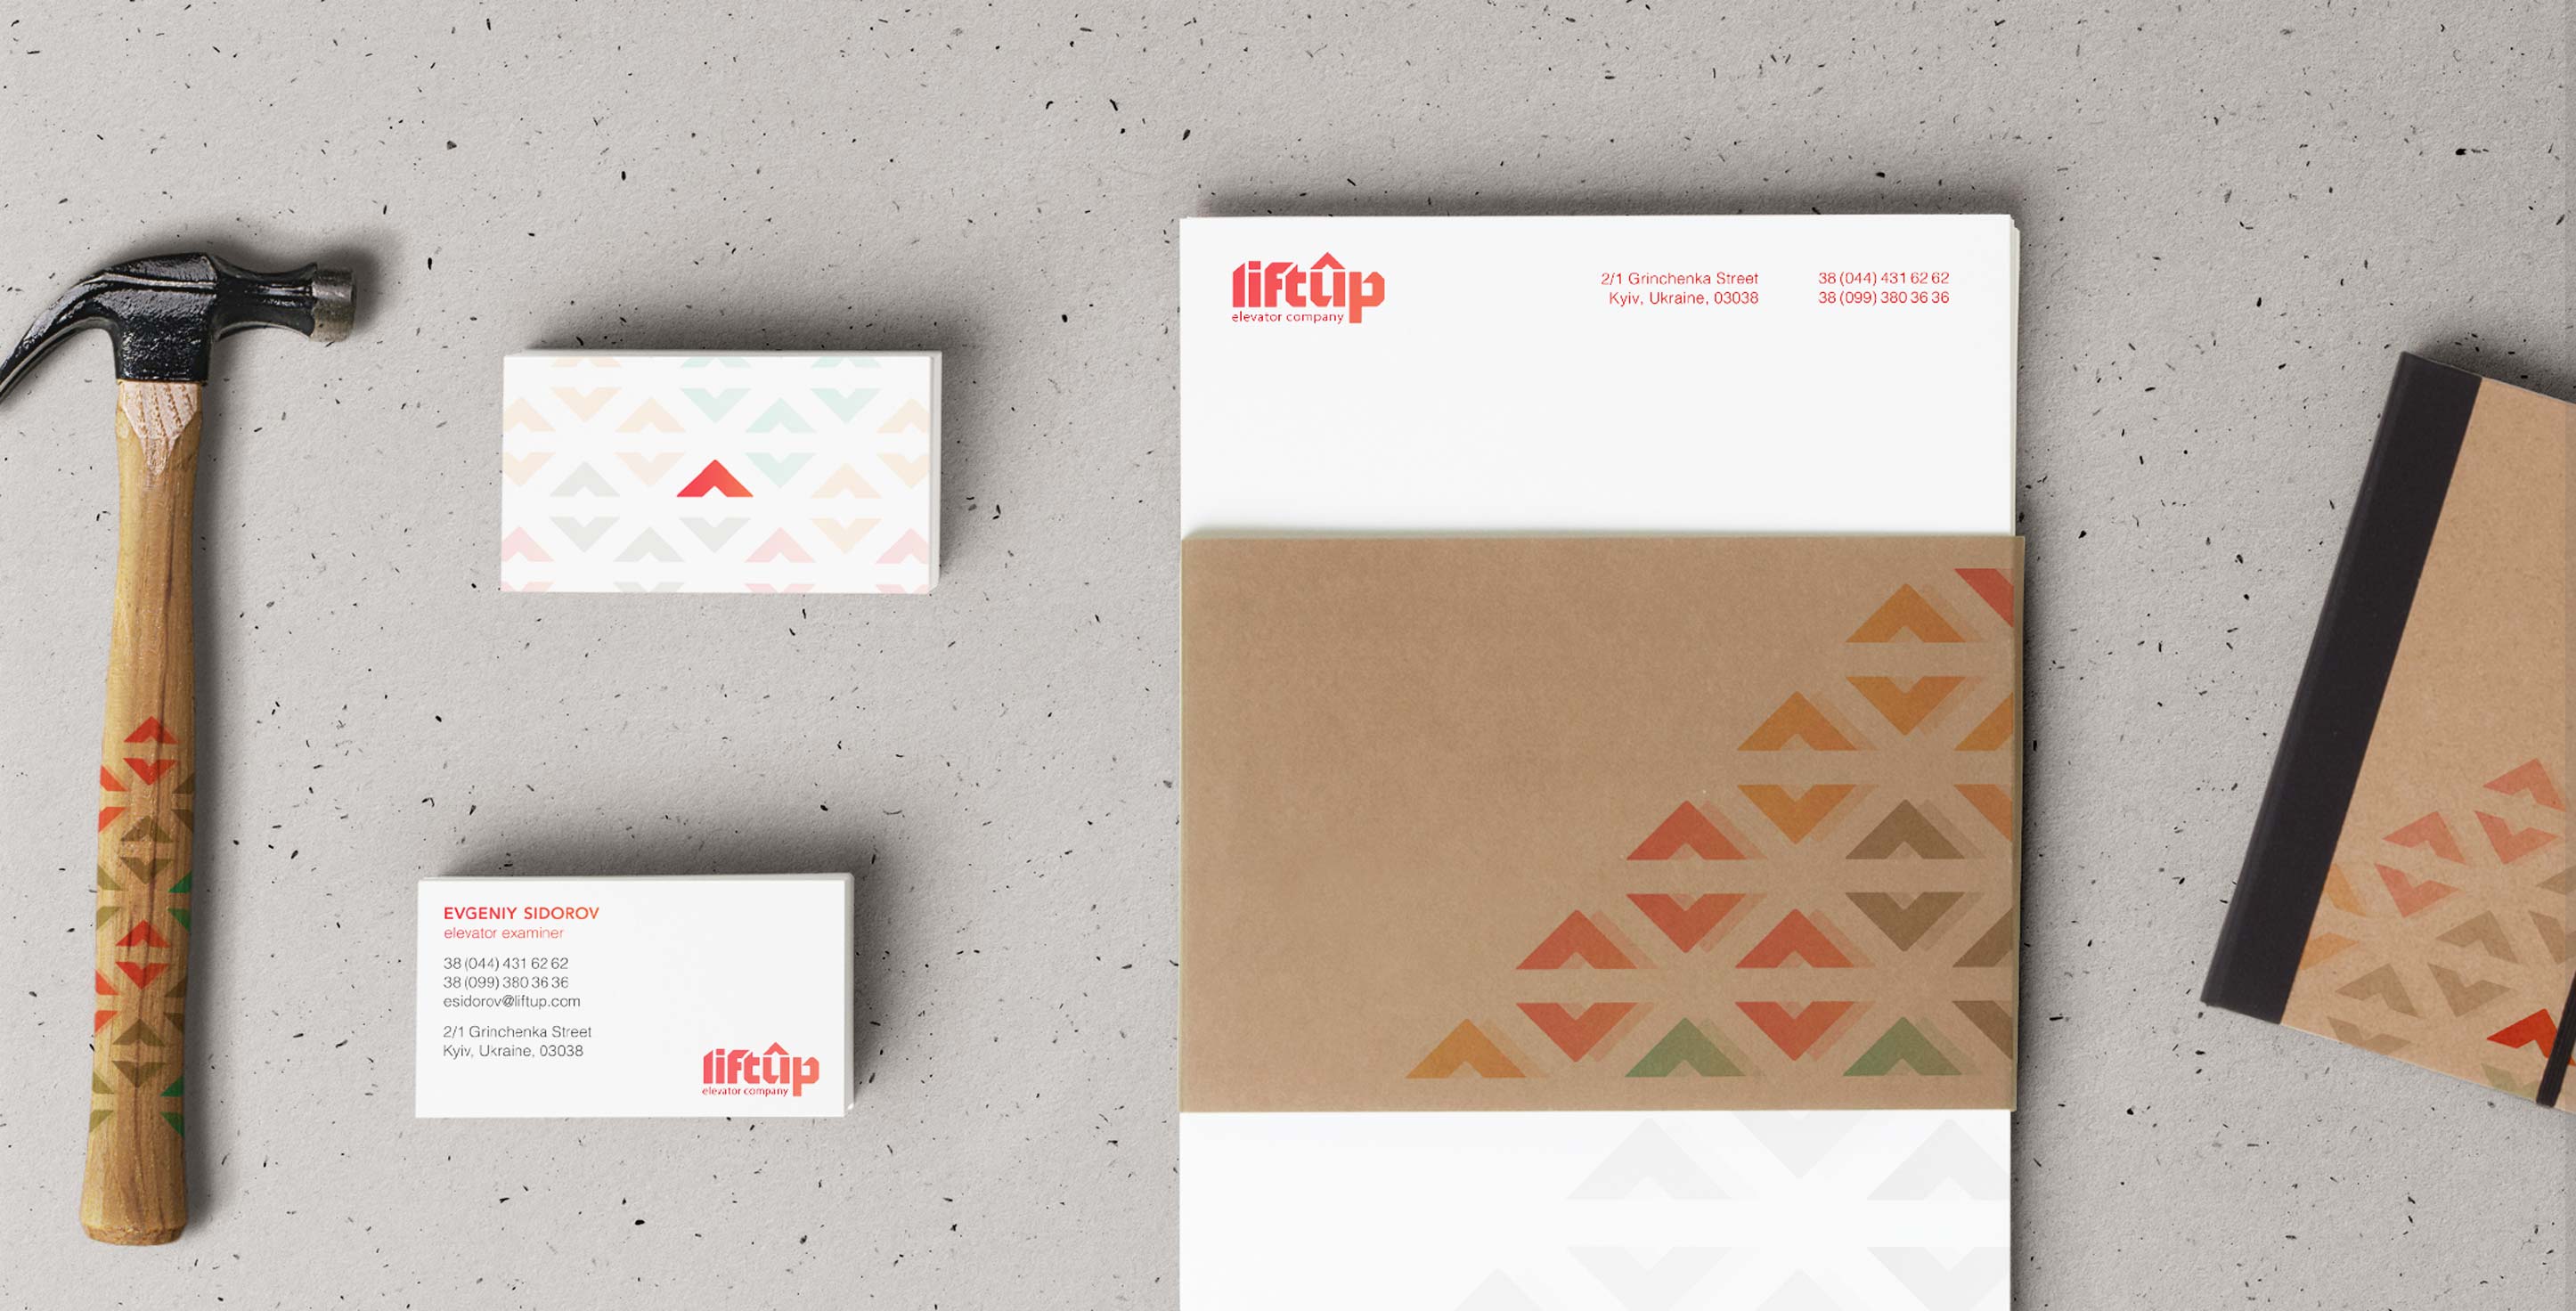 liftup
elevator company
2/1 Grinchenka Street
Kyiv, Ukraine, 03038
38 (044) 431 62 62
38 (099) 380 36 36
EVGENIY SIDOROV
elevator examiner
38 (044) 431 62 62
38 (099) 380 36 36
esidorov@liftup.com
2/1 Grinchenka Street
Kyiv, Ukraine, 03038
liftup
elevator company